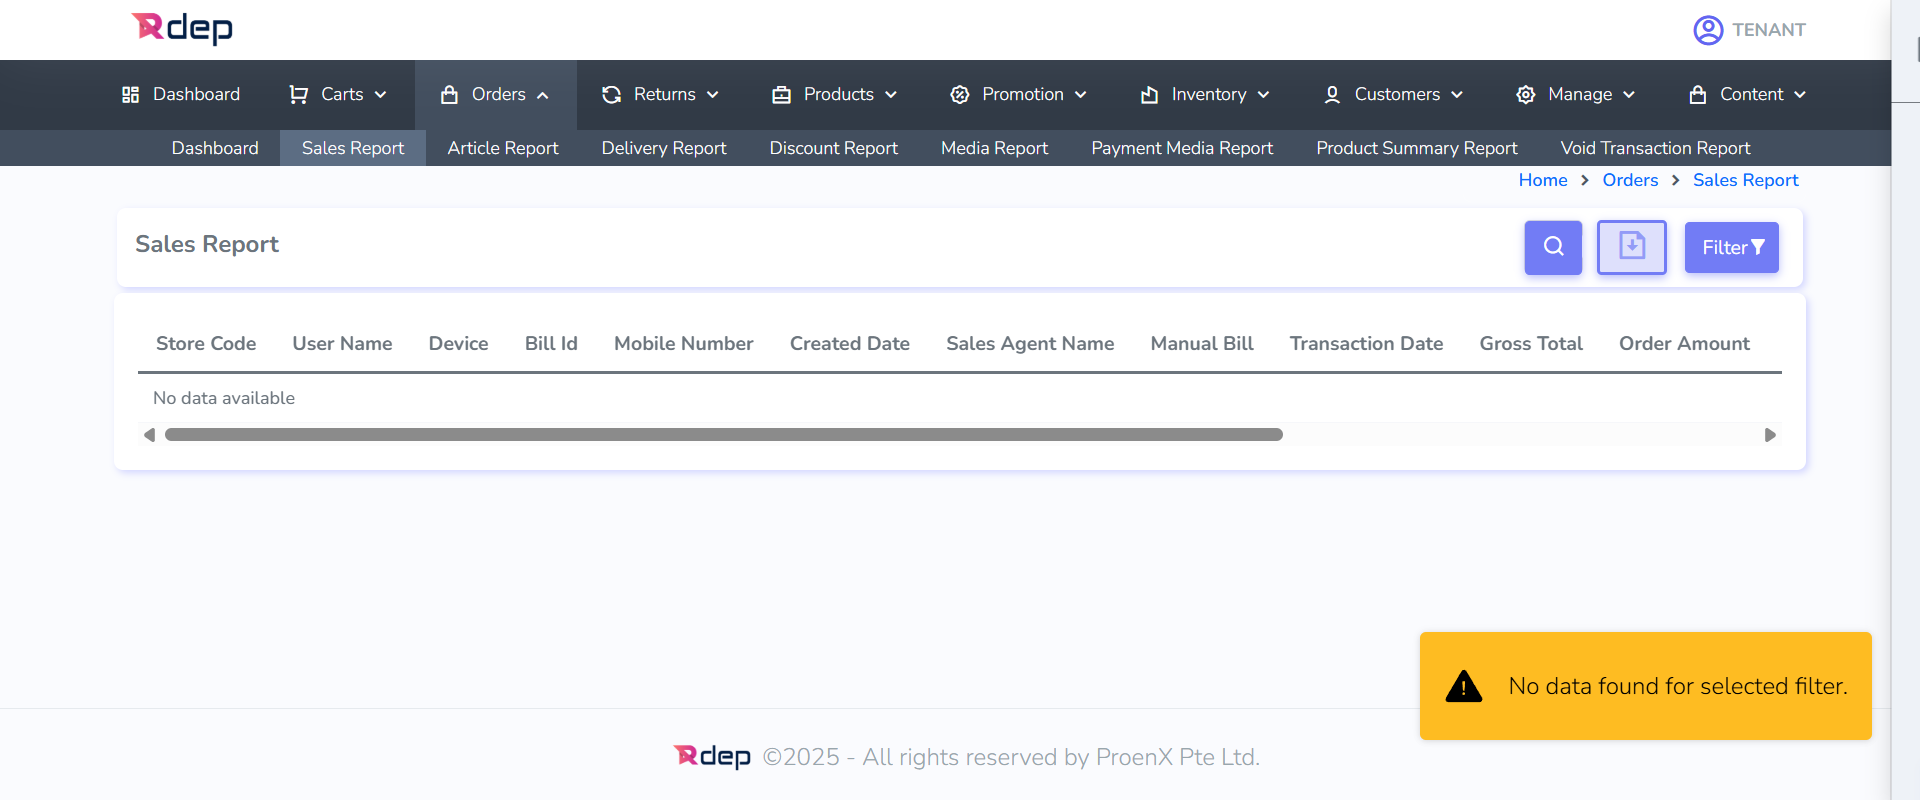 Rdep
TENANT
Dashboard Carts Orders Returns Products Promotion Inventory Customers Manage Content
Dashboard Sales Report Article Report Delivery Report Discount Report Media Report Payment Media Report Product Summary Report Void Transaction Report
Home > Orders > Sales Report
Sales Report
Filter
Store Code User Name Device Bill Id Mobile Number Created Date Sales Agent Name Manual Bill Transaction Date Gross Total Order Amount
No data available
No data found for selected filter.
Rdep ©2025 - All rights reserved by ProenX Pte Ltd.